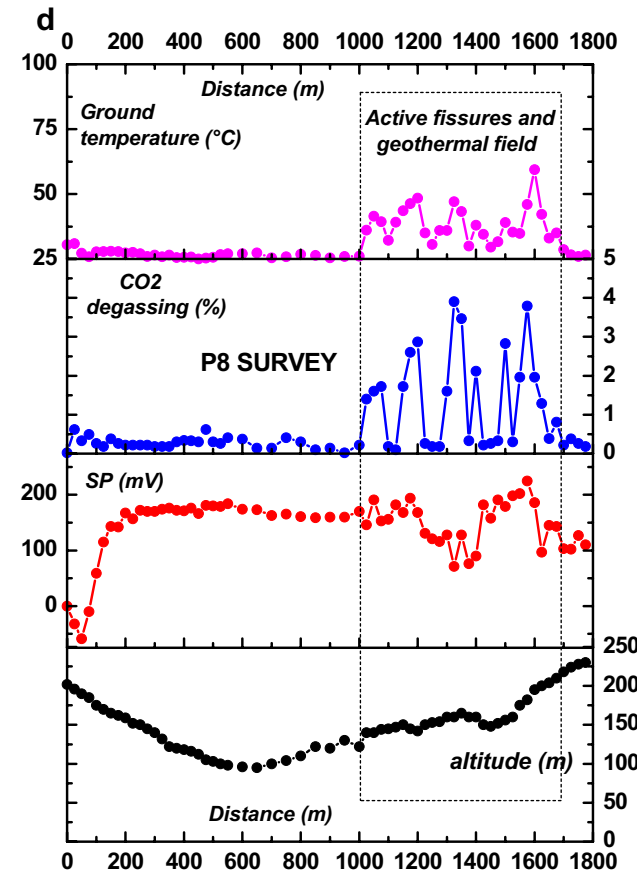 d
0 200 400 600 800 1000 1200 1400 1600 1800
100
75
50
25
Distance (m)
Ground
temperature (°C)
Active fissures and
geothermal field
5
4
3
2
1
0
CO2
degassing (%)
P8 SURVEY
200
100
0
SP (mV)
250
200
150
100
50
0
altitude (m)
Distance (m)
0 200 400 600 800 1000 1200 1400 1600 1800